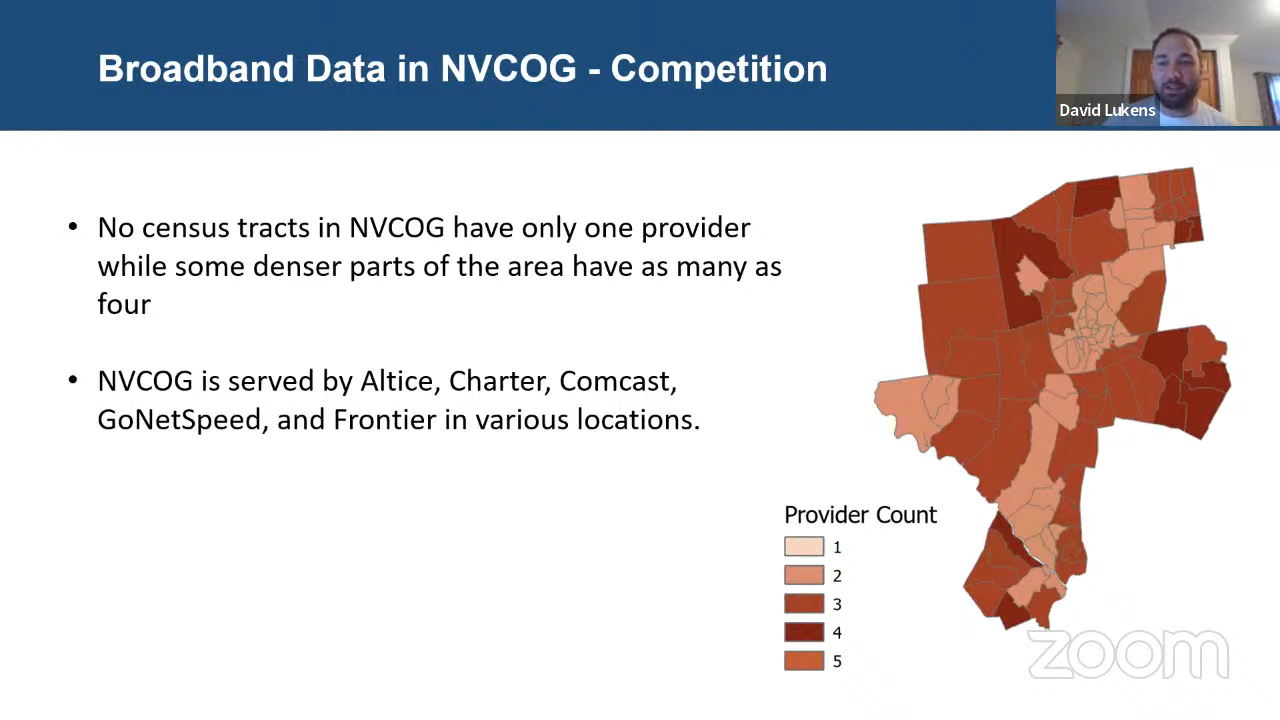 Broadband Data in NVCOG - Competition
David Lukens
• No census tracts in NVCOG have only one provider
while some denser parts of the area have as many as
four
• NVCOG is served by Altice, Charter, Comcast,
GoNetSpeed, and Frontier in various locations.
Provider Count
1
2
3
4
5
zoom